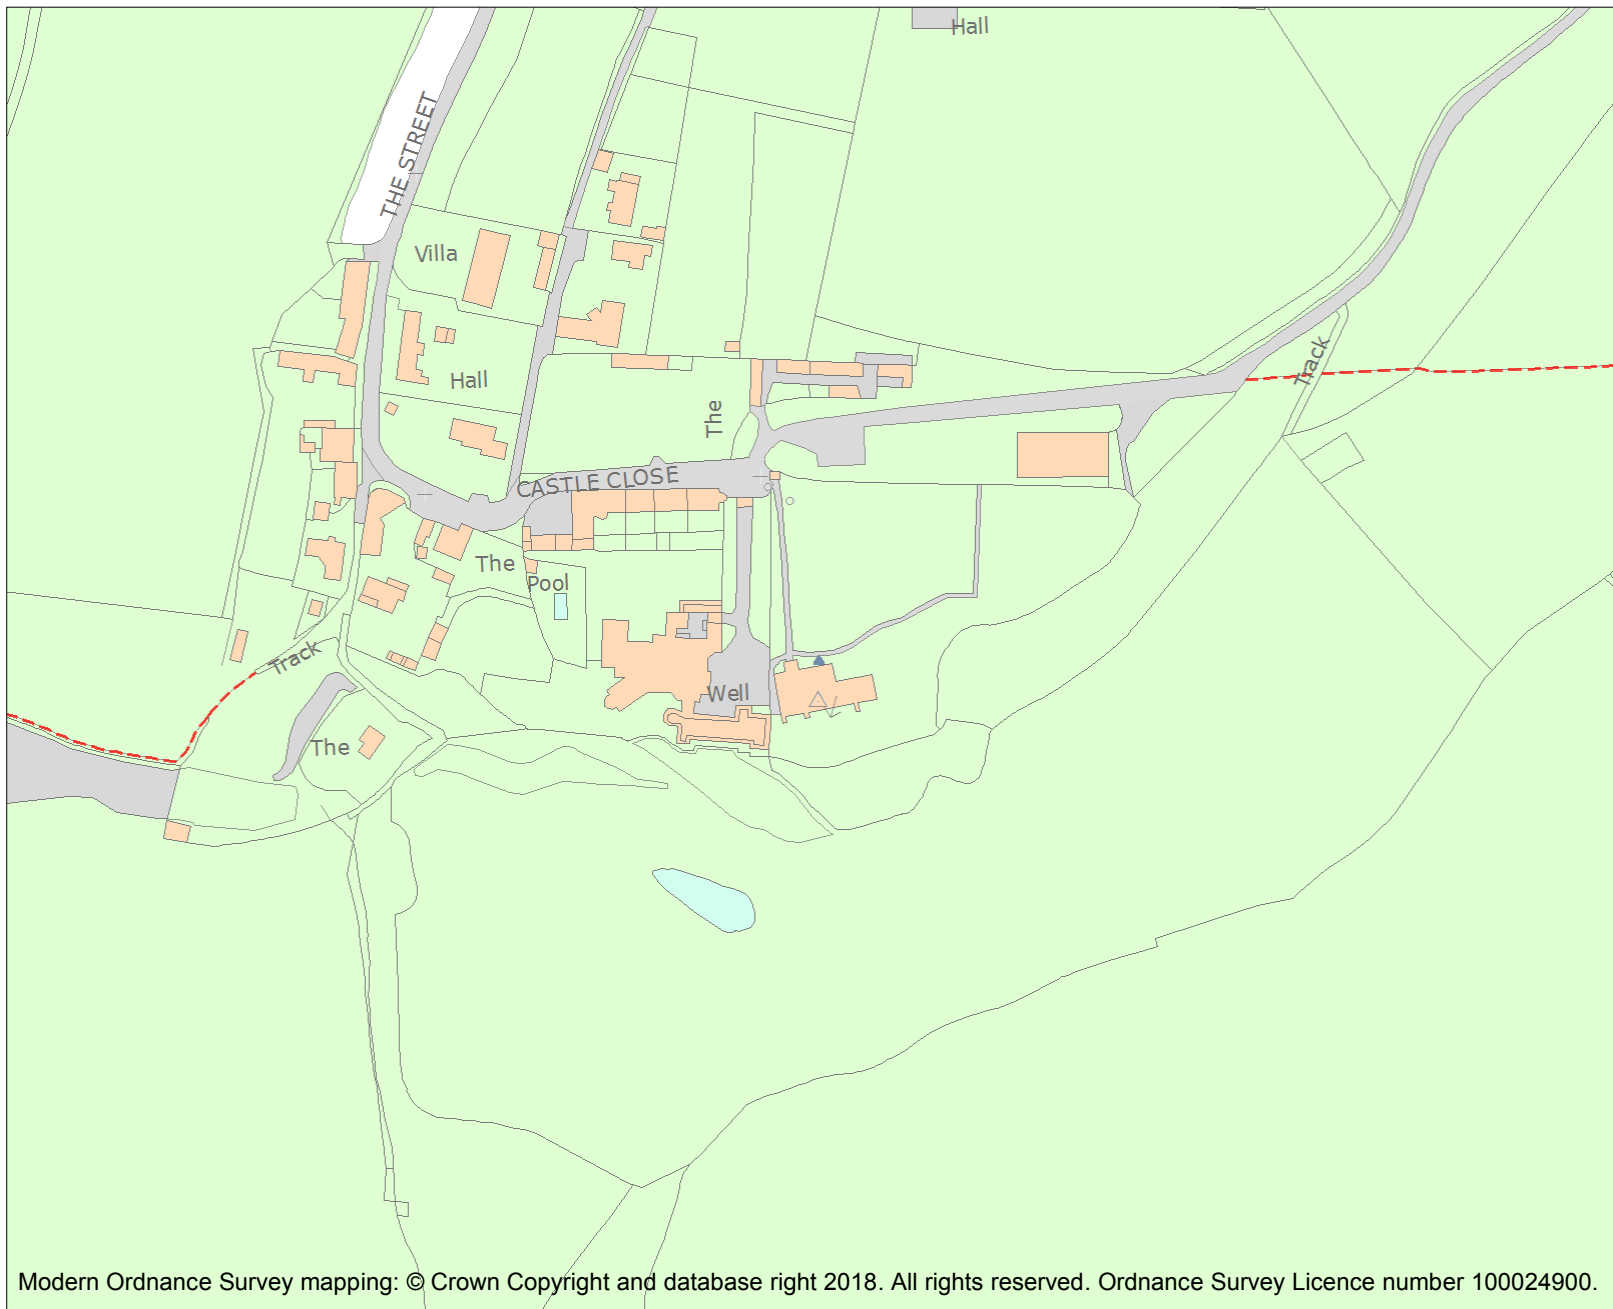 Hall
THE STREET
Villa
Hall
Track
The
CASTLE CLOSE
The
Pool
Track
Well
The
Modern Ordnance Survey mapping: © Crown Copyright and database right 2018. All rights reserved. Ordnance Survey Licence number 100024900.